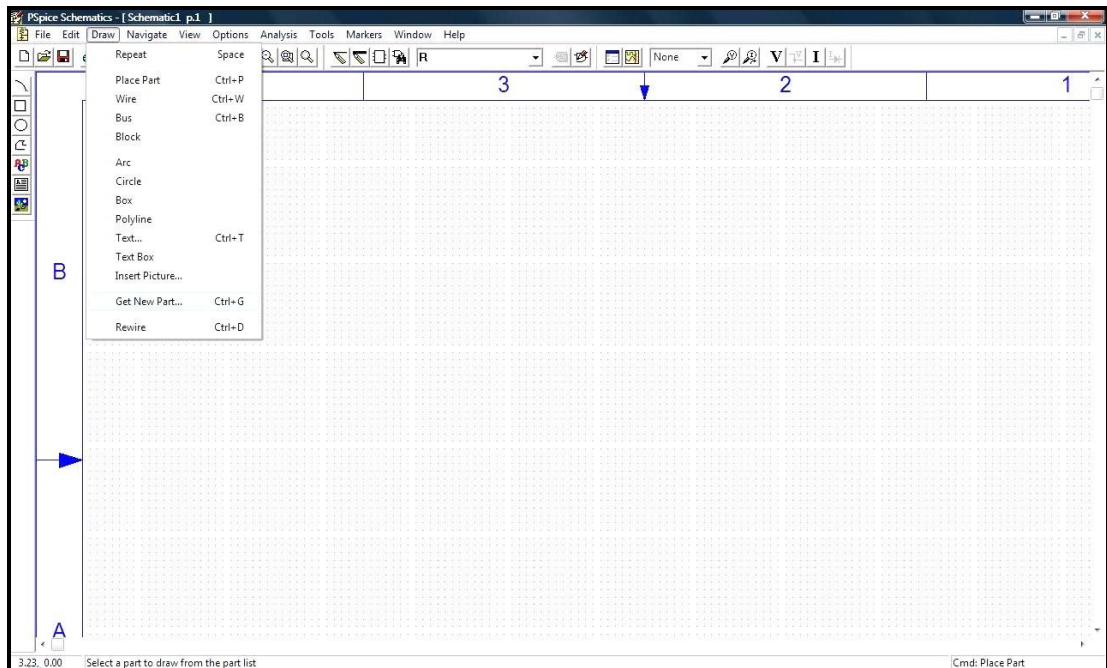 PSpice Schematics - [ Schematic1 p.1 ]
File Edit Draw Navigate View Options Analysis Tools Markers Window Help
R
None
V I
Repeat Space
Place Part Ctrl+P
Wire Ctrl+W
Bus Ctrl+B
Block
Arc
Circle
Box
Polyline
Text... Ctrl+T
Text Box
Insert Picture...
Get New Part... Ctrl+G
Rewire Ctrl+D
3 2 1
B
A
3.23, 0.00 Select a part to draw from the part list Cmd: Place Part